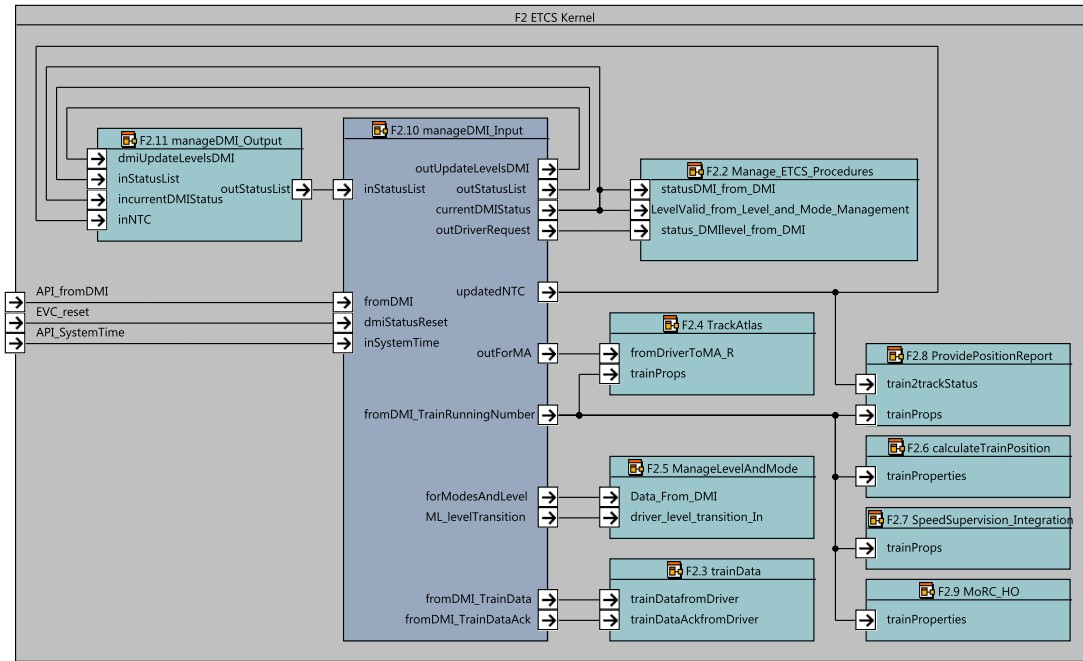 F2 ETCS Kernel
F2.11 manageDMI_Output
dmiUpdateLevelsDMI
inStatusList
incurrentDMIStatus
inNTC
outStatusList
F2.10 manageDMI_Input
inStatusList
fromDMI
dmiStatusReset
inSystemTime
outUpdateLevelsDMI
outStatusList
currentDMIStatus
outDriverRequest
updatedNTC
outForMA
fromDMI_TrainRunningNumber
forModesAndLevel
ML_levelTransition
fromDMI_TrainData
fromDMI_TrainDataAck
API_fromDMI
EVC_reset
API_SystemTime
F2.2 Manage_ETCS_Procedures
statusDMI_from_DMI
LevelValid_from_Level_and_Mode_Management
status_DMIlevel_from_DMI
F2.4 TrackAtlas
fromDriverToMA_R
trainProps
F2.5 ManageLevelAndMode
Data_From_DMI
driver_level_transition_In
F2.3 trainData
trainDatafromDriver
trainDataAckfromDriver
F2.8 ProvidePositionReport
train2trackStatus
trainProps
F2.6 calculateTrainPosition
trainProperties
F2.7 SpeedSupervision_Integration
trainProps
F2.9 MoRC_HO
trainProperties